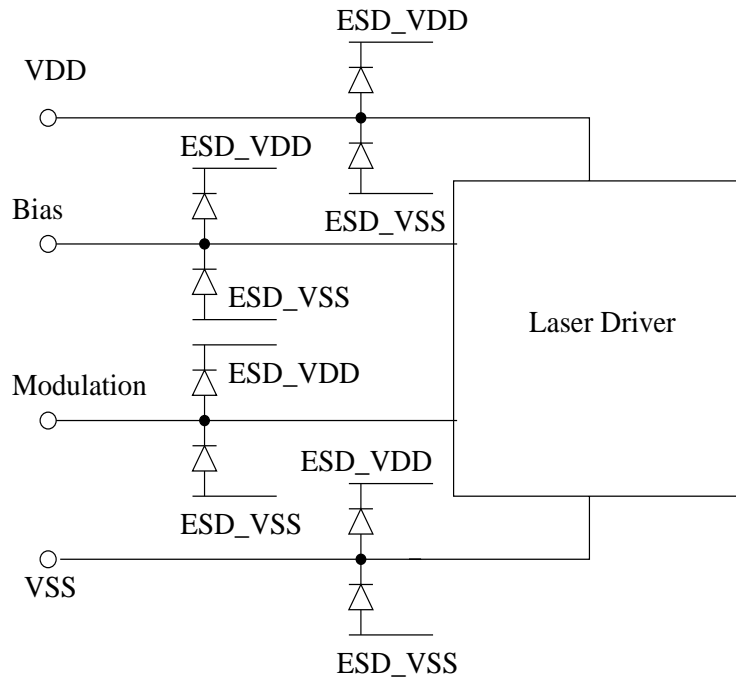 ESD_VDD
VDD
ESD_VDD
Bias
ESD_VSS
ESD_VSS
Laser Driver
ESD_VDD
Modulation
ESD_VDD
ESD_VSS
VSS
ESD_VSS